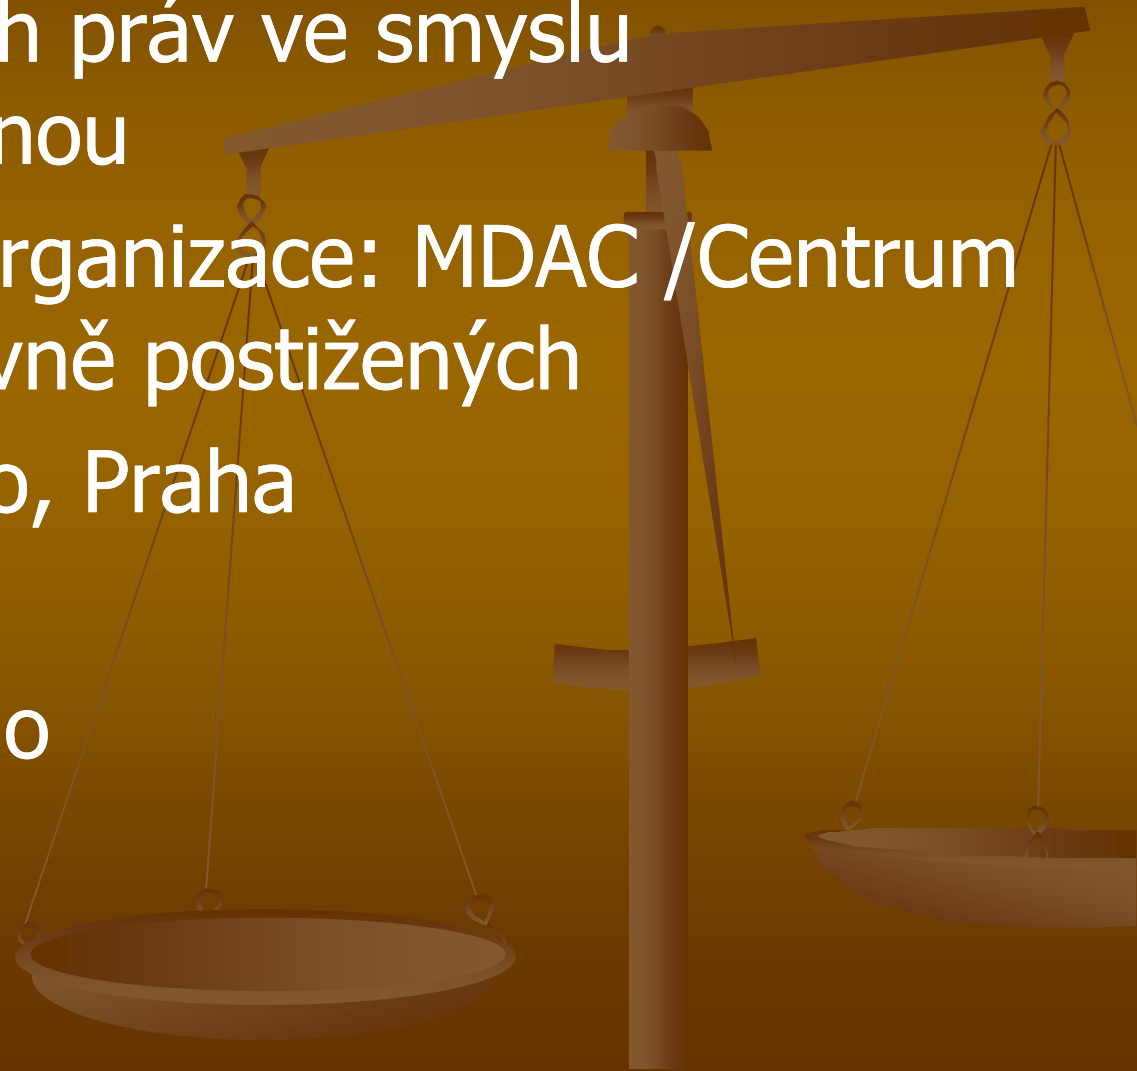 h práv ve smyslu
nou
rganizace: MDAC /Centrum
vně postižených
o, Praha
o